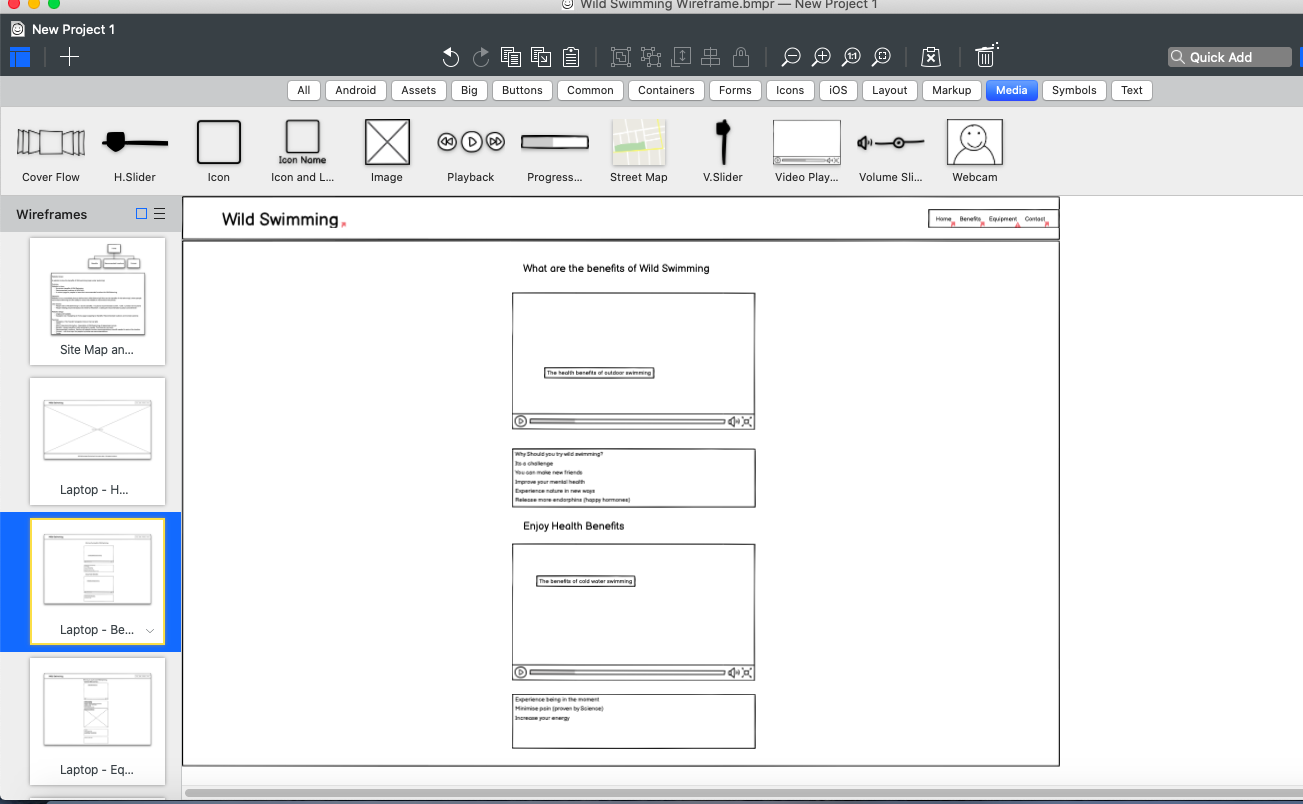 Wild Swimming Wireframe.bmpr — New Project 1
New Project 1
1:1
Quick Add
All
Android
Assets
Big
Buttons
Common
Containers
Forms
Icons
iOS
Layout
Markup
Media
Symbols
Text
Icon Name
Cover Flow
H.Slider
Icon
Icon and L...
Image
Playback
Progress...
Street Map
V.Slider
Video Play...
Volume Sli...
Webcam
Wireframes
Site Map an...
Laptop - H...
Laptop - Be...
Laptop - Eq...
Wild Swimming
Home
Benefits
Equipment
Contact
What are the benefits of Wild Swimming
The health benefits of outdoor swimming
Why Should you try wild swimming?
Its a challenge
You can make new friends
Improve your mental health
Experience nature in new ways
Release more endorphins (happy hormones)
Enjoy Health Benefits
The benefits of cold water swimming
Experience being in the moment
Minimise pain (proven by Science)
Increase your energy